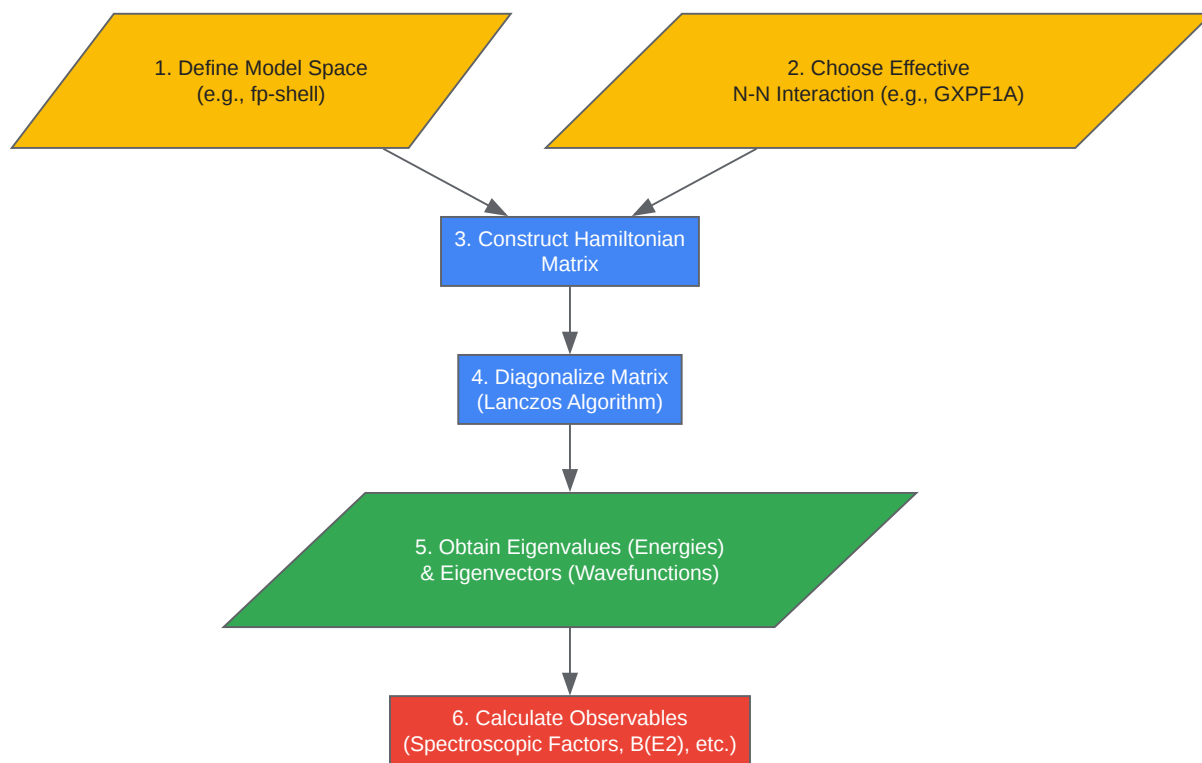 1. Define Model Space
(e.g., fp-shell)
2. Choose Effective
N-N Interaction (e.g., GXPF1A)
3. Construct Hamiltonian
Matrix
4. Diagonalize Matrix
(Lanczos Algorithm)
5. Obtain Eigenvalues (Energies)
& Eigenvectors (Wavefunctions)
6. Calculate Observables
(Spectroscopic Factors, B(E2), etc.)